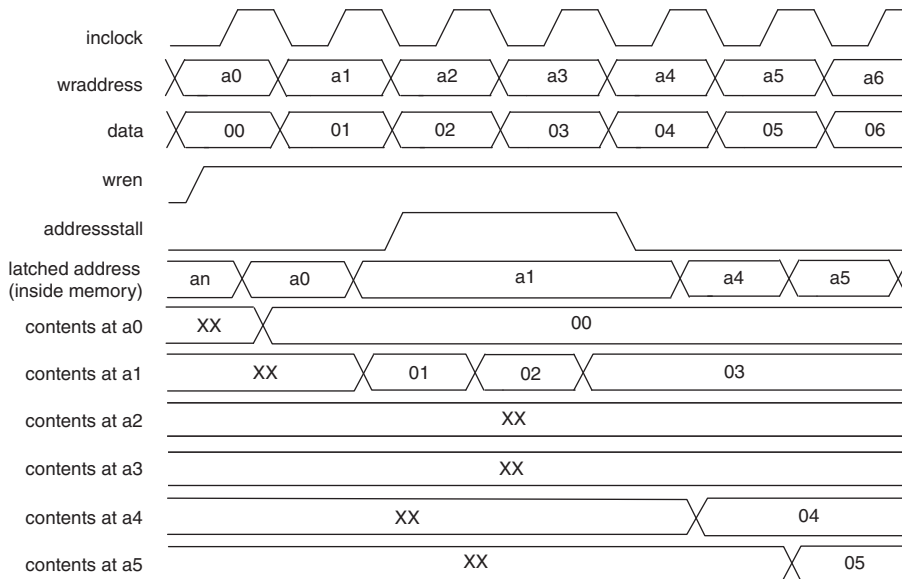 inclock
wraddress a0 a1 a2 a3 a4 a5 a6
data 00 01 02 03 04 05 06
wren
addressstall
latched address
(inside memory) an a0 a1 a4 a5
contents at a0 XX 00
contents at a1 XX 01 02 03
contents at a2 XX
contents at a3 XX
contents at a4 XX 04
contents at a5 XX 05